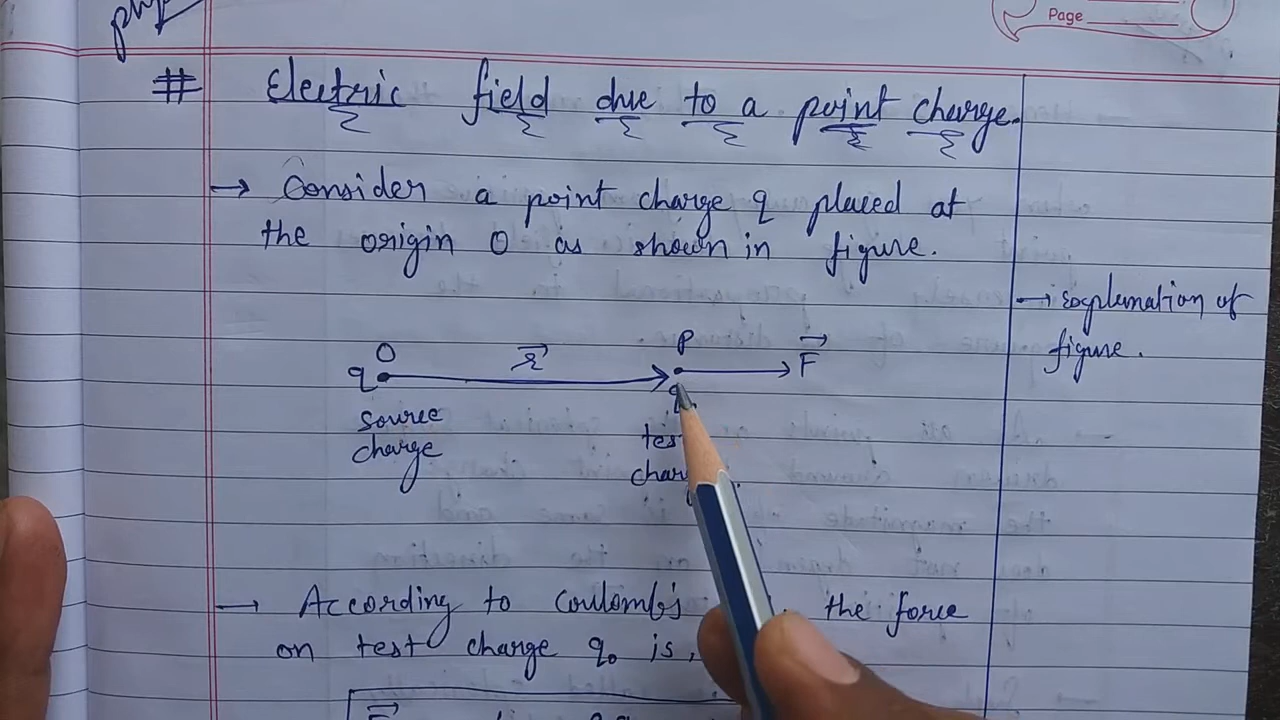 phy
Page
# Electric field due to a point charge.
→ Consider a point charge q placed at
the origin O as shown in figure.
→ explanation of
figure.
O r P F
q
source
charge
→ According to Coulomb's the force
on test charge q₀ is,